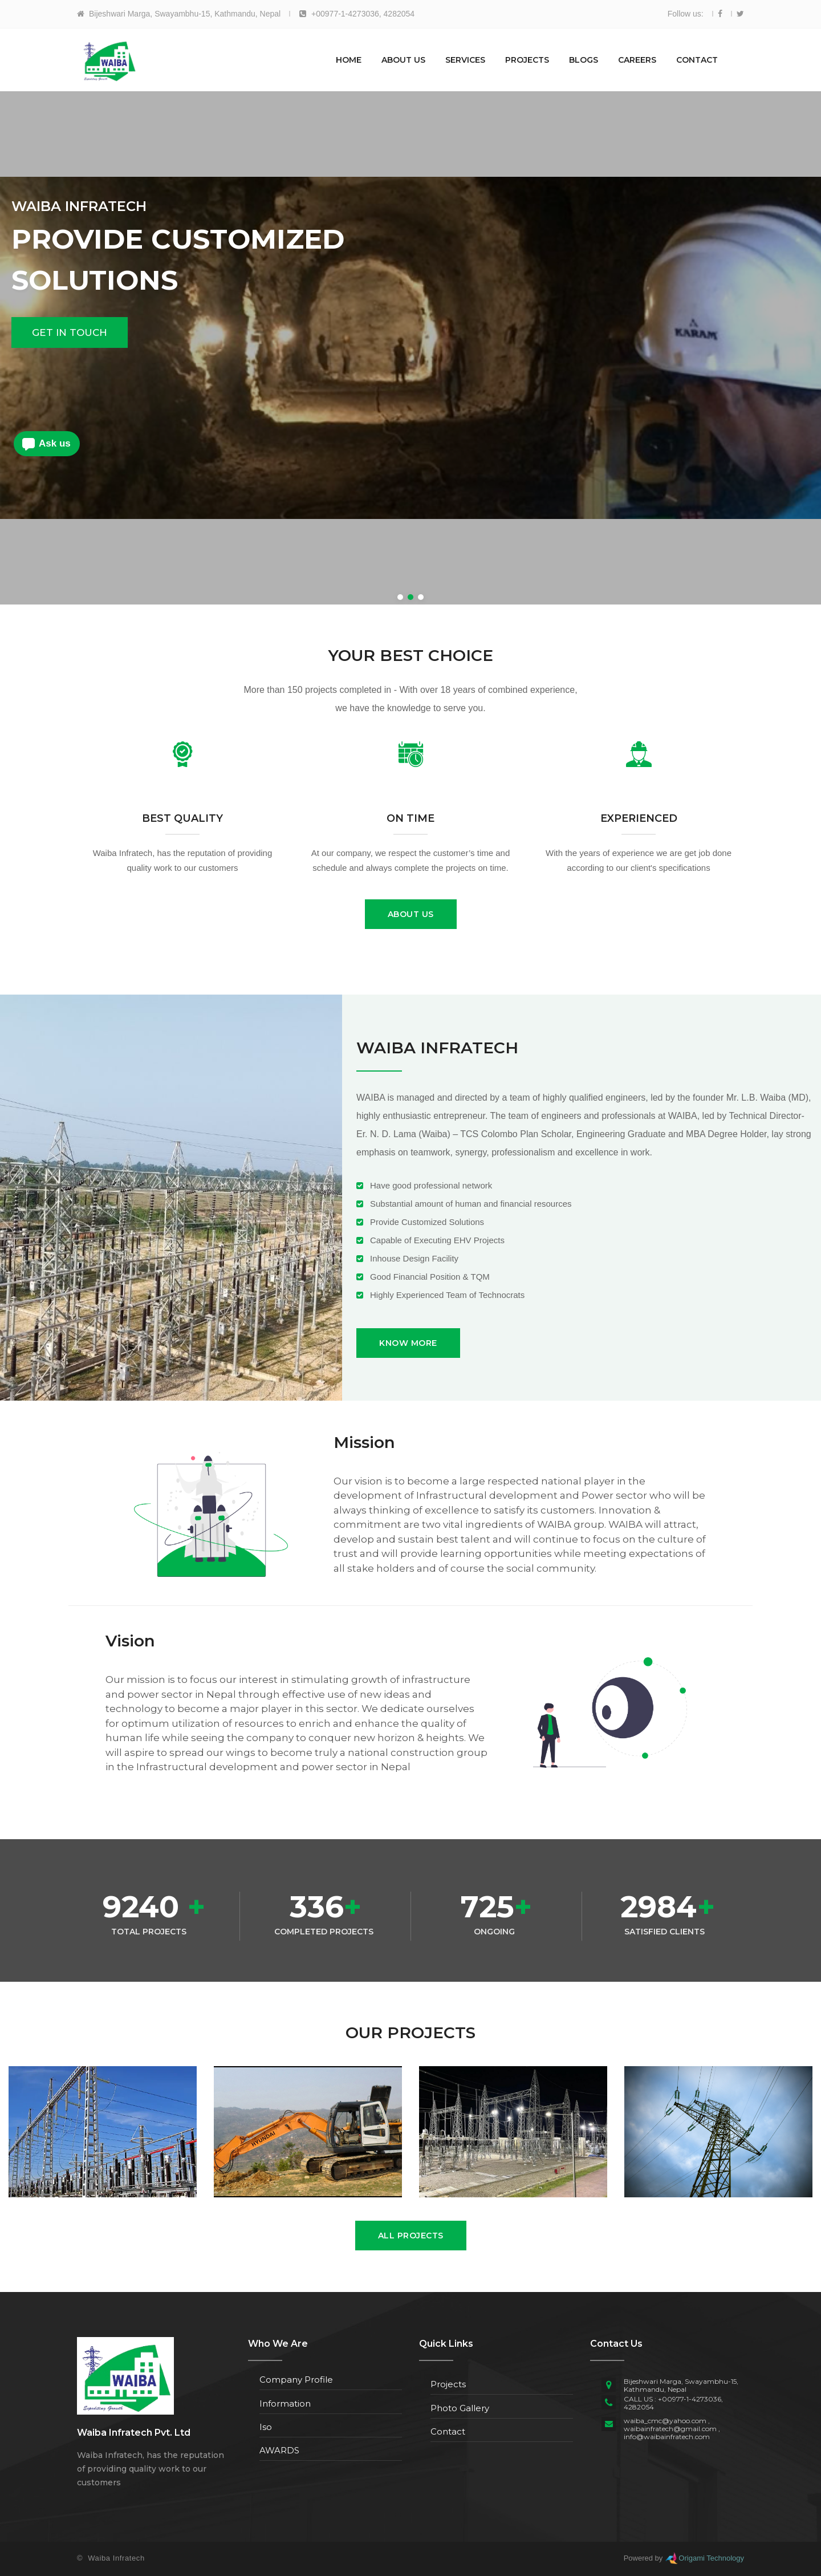 Bijeshwari Marga, Swayambhu-15, Kathmandu, Nepal
+00977-1-4273036, 4282054
Follow us:
WAIBA
HOME
ABOUT US
SERVICES
PROJECTS
BLOGS
CAREERS
CONTACT
WAIBA INFRATECH
PROVIDE CUSTOMIZED
SOLUTIONS
GET IN TOUCH
KARAM
Ask us
YOUR BEST CHOICE
More than 150 projects completed in - With over 18 years of combined experience,
we have the knowledge to serve you.
BEST QUALITY
Waiba Infratech, has the reputation of providing
quality work to our customers
ON TIME
At our company, we respect the customer’s time and
schedule and always complete the projects on time.
EXPERIENCED
With the years of experience we are get job done
according to our client's specifications
ABOUT US
WAIBA INFRATECH
WAIBA is managed and directed by a team of highly qualified engineers, led by the founder Mr. L.B. Waiba (MD),
highly enthusiastic entrepreneur. The team of engineers and professionals at WAIBA, led by Technical Director-
Er. N. D. Lama (Waiba) – TCS Colombo Plan Scholar, Engineering Graduate and MBA Degree Holder, lay strong
emphasis on teamwork, synergy, professionalism and excellence in work.
Have good professional network
Substantial amount of human and financial resources
Provide Customized Solutions
Capable of Executing EHV Projects
Inhouse Design Facility
Good Financial Position & TQM
Highly Experienced Team of Technocrats
KNOW MORE
Mission
Our vision is to become a large respected national player in the
development of Infrastructural development and Power sector who will be
always thinking of excellence to satisfy its customers. Innovation &
commitment are two vital ingredients of WAIBA group. WAIBA will attract,
develop and sustain best talent and will continue to focus on the culture of
trust and will provide learning opportunities while meeting expectations of
all stake holders and of course the social community.
Vision
Our mission is to focus our interest in stimulating growth of infrastructure
and power sector in Nepal through effective use of new ideas and
technology to become a major player in this sector. We dedicate ourselves
for optimum utilization of resources to enrich and enhance the quality of
human life while seeing the company to conquer new horizon & heights. We
will aspire to spread our wings to become truly a national construction group
in the Infrastructural development and power sector in Nepal
9240 +
TOTAL PROJECTS
336+
COMPLETED PROJECTS
725+
ONGOING
2984+
SATISFIED CLIENTS
OUR PROJECTS
HYUNDAI
ALL PROJECTS
WAIBA
Expediting Growth
Waiba Infratech Pvt. Ltd
Waiba Infratech, has the reputation
of providing quality work to our
customers
Who We Are
Company Profile
Information
Iso
AWARDS
Quick Links
Projects
Photo Gallery
Contact
Contact Us
Bijeshwari Marga, Swayambhu-15,
Kathmandu, Nepal
CALL US : +00977-1-4273036,
4282054
waiba_cmc@yahoo.com ,
waibainfratech@gmail.com ,
info@waibainfratech.com
© Waiba Infratech
Powered by Origami Technology